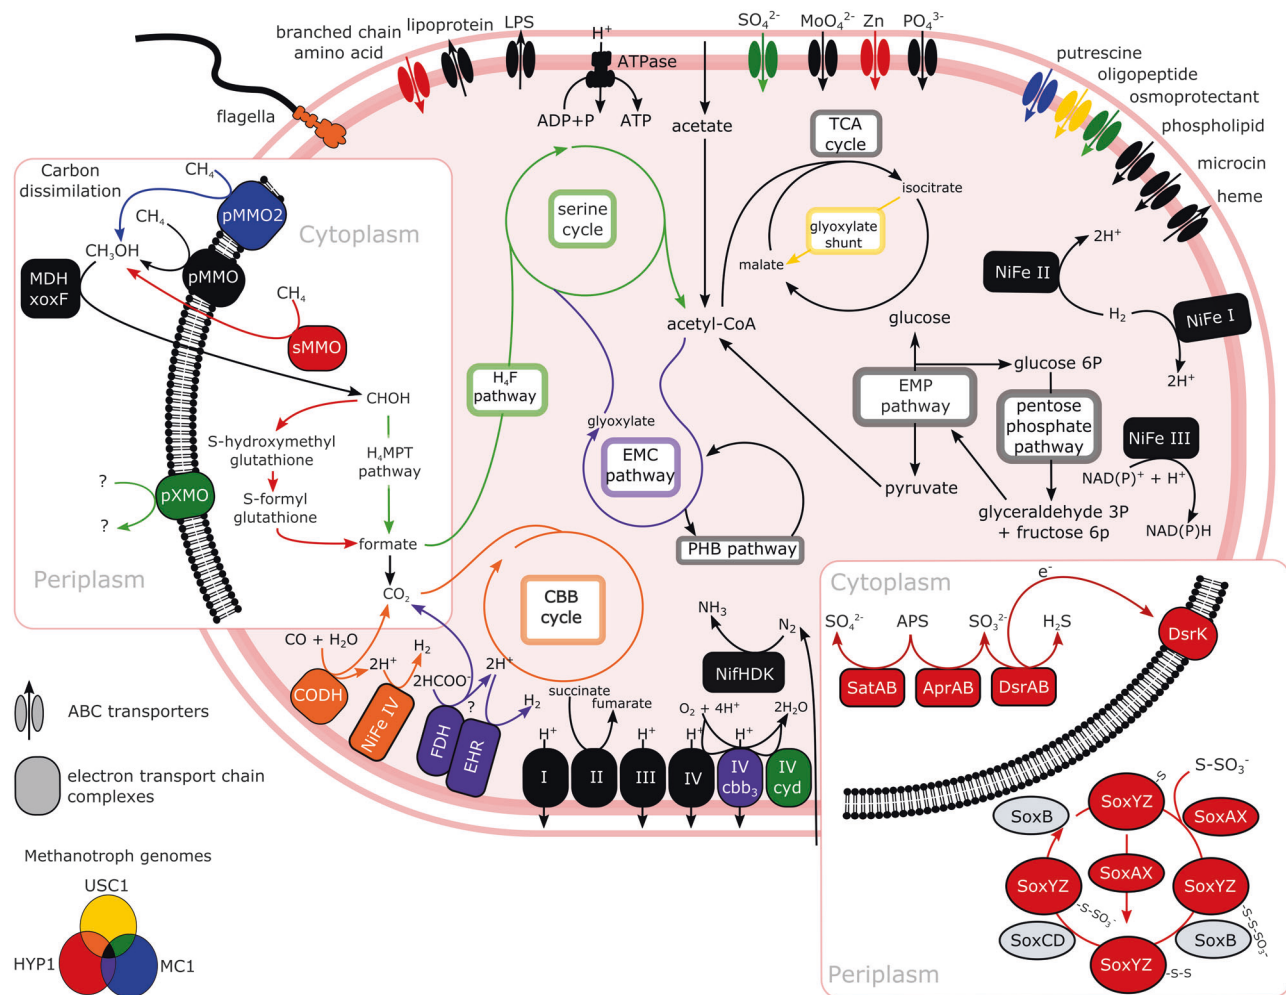 branched chain
amino acid
lipoprotein
LPS
H⁺
ATPase
ADP+P
ATP
acetate
SO₄²⁻
MoO₄²⁻
Zn
PO₄³⁻
putrescine
oligopeptide
osmoprotectant
phospholipid
microcin
heme
flagella
Carbon
dissimilation
CH₄
pMMO2
Cytoplasm
CH₄
CH₃OH
pMMO
MDH
xoxF
CH₄
sMMO
CHOH
S-hydroxymethyl
glutathione
H₄MPT
pathway
S-formyl
glutathione
?
pXMO
?
formate
Periplasm
CO₂
serine
cycle
H₄F
pathway
TCA
cycle
isocitrate
glyoxylate
shunt
malate
acetyl-CoA
glyoxylate
EMC
pathway
PHB pathway
glucose
EMP
pathway
pyruvate
glucose 6P
pentose
phosphate
pathway
glyceraldehyde 3P
+ fructose 6p
2H⁺
NiFe II
H₂
NiFe I
2H⁺
NiFe III
NAD(P)⁺ + H⁺
NAD(P)H
CBB
cycle
CO + H₂O
CODH
2H⁺
H₂
NiFe IV
2HCOO⁻
2H⁺
?
FDH
EHR
H₂
succinate
fumarate
NH₃
N₂
NifHDK
O₂ + 4H⁺
2H₂O
H⁺
H⁺
H⁺
H⁺
I
II
III
IV
IV
cbb₃
IV
cyd
Cytoplasm
e⁻
SO₄²⁻
APS
SO₃²⁻
H₂S
DsrK
SatAB
AprAB
DsrAB
-S
S-SO₃⁻
SoxYZ
SoxB
SoxAX
SoxYZ
SoxAX
SoxYZ
-S-SO₃⁻
-S-S-SO₃⁻
SoxCD
SoxB
SoxYZ
-S-S
Periplasm
ABC transporters
electron transport chain
complexes
Methanotroph genomes
USC1
HYP1
MC1